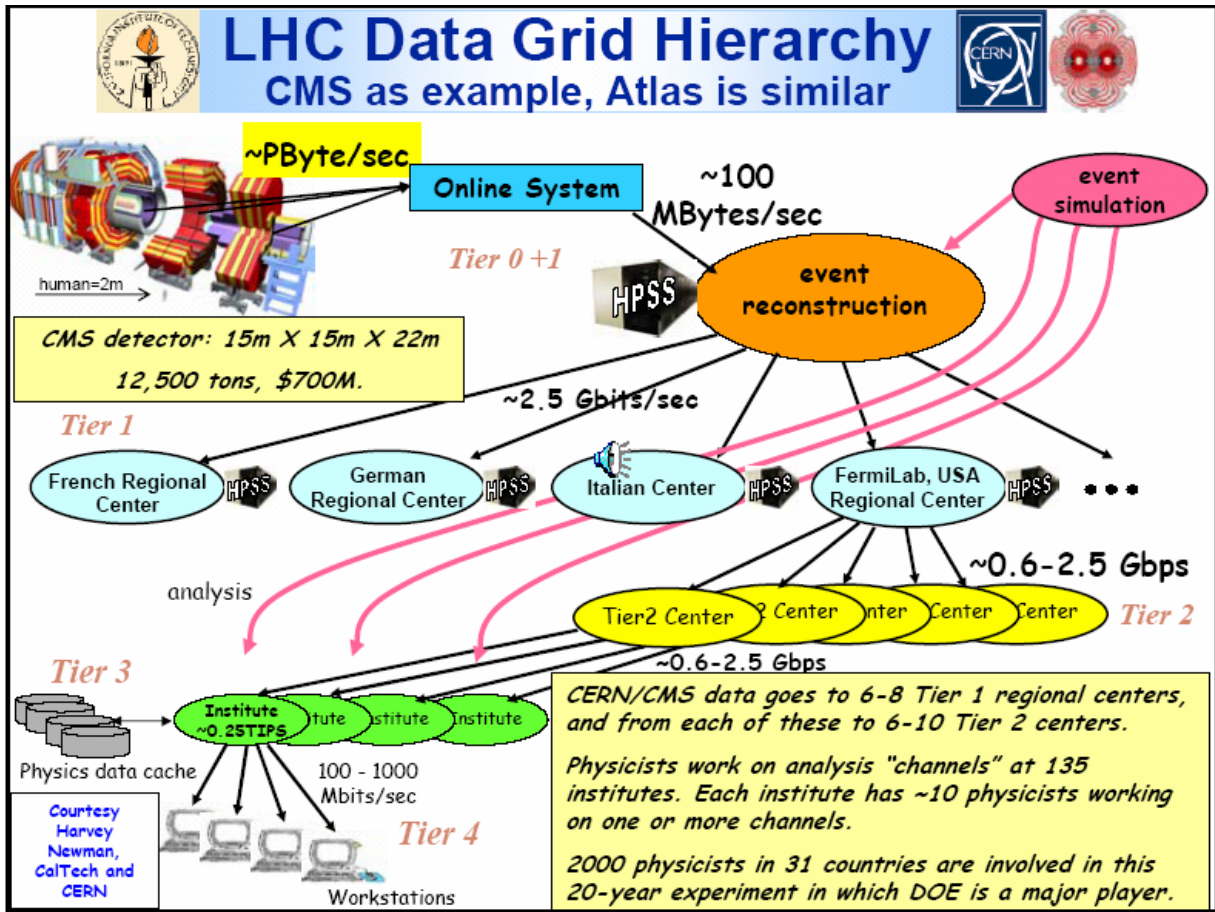 LHC Data Grid Hierarchy
CMS as example, Atlas is similar
CERN
~PByte/sec
Online System
~100
MBytes/sec
event
simulation
Tier 0 +1
HPSS
event
reconstruction
human=2m
CMS detector: 15m X 15m X 22m
12,500 tons, $700M.
~2.5 Gbits/sec
Tier 1
French Regional
Center
HPSS
German
Regional Center
HPSS
Italian Center
HPSS
FermiLab, USA
Regional Center
HPSS
•••
~0.6-2.5 Gbps
analysis
Tier2 Center
2 Center
nter
Center
Center
Tier 2
~0.6-2.5 Gbps
Tier 3
Institute
~0.25TIPS
tute
stitute
Institute
Physics data cache
100 - 1000
Mbits/sec
Tier 4
Workstations
Courtesy
Harvey
Newman,
CalTech and
CERN
CERN/CMS data goes to 6-8 Tier 1 regional centers,
and from each of these to 6-10 Tier 2 centers.
Physicists work on analysis “channels” at 135
institutes. Each institute has ~10 physicists working
on one or more channels.
2000 physicists in 31 countries are involved in this
20-year experiment in which DOE is a major player.